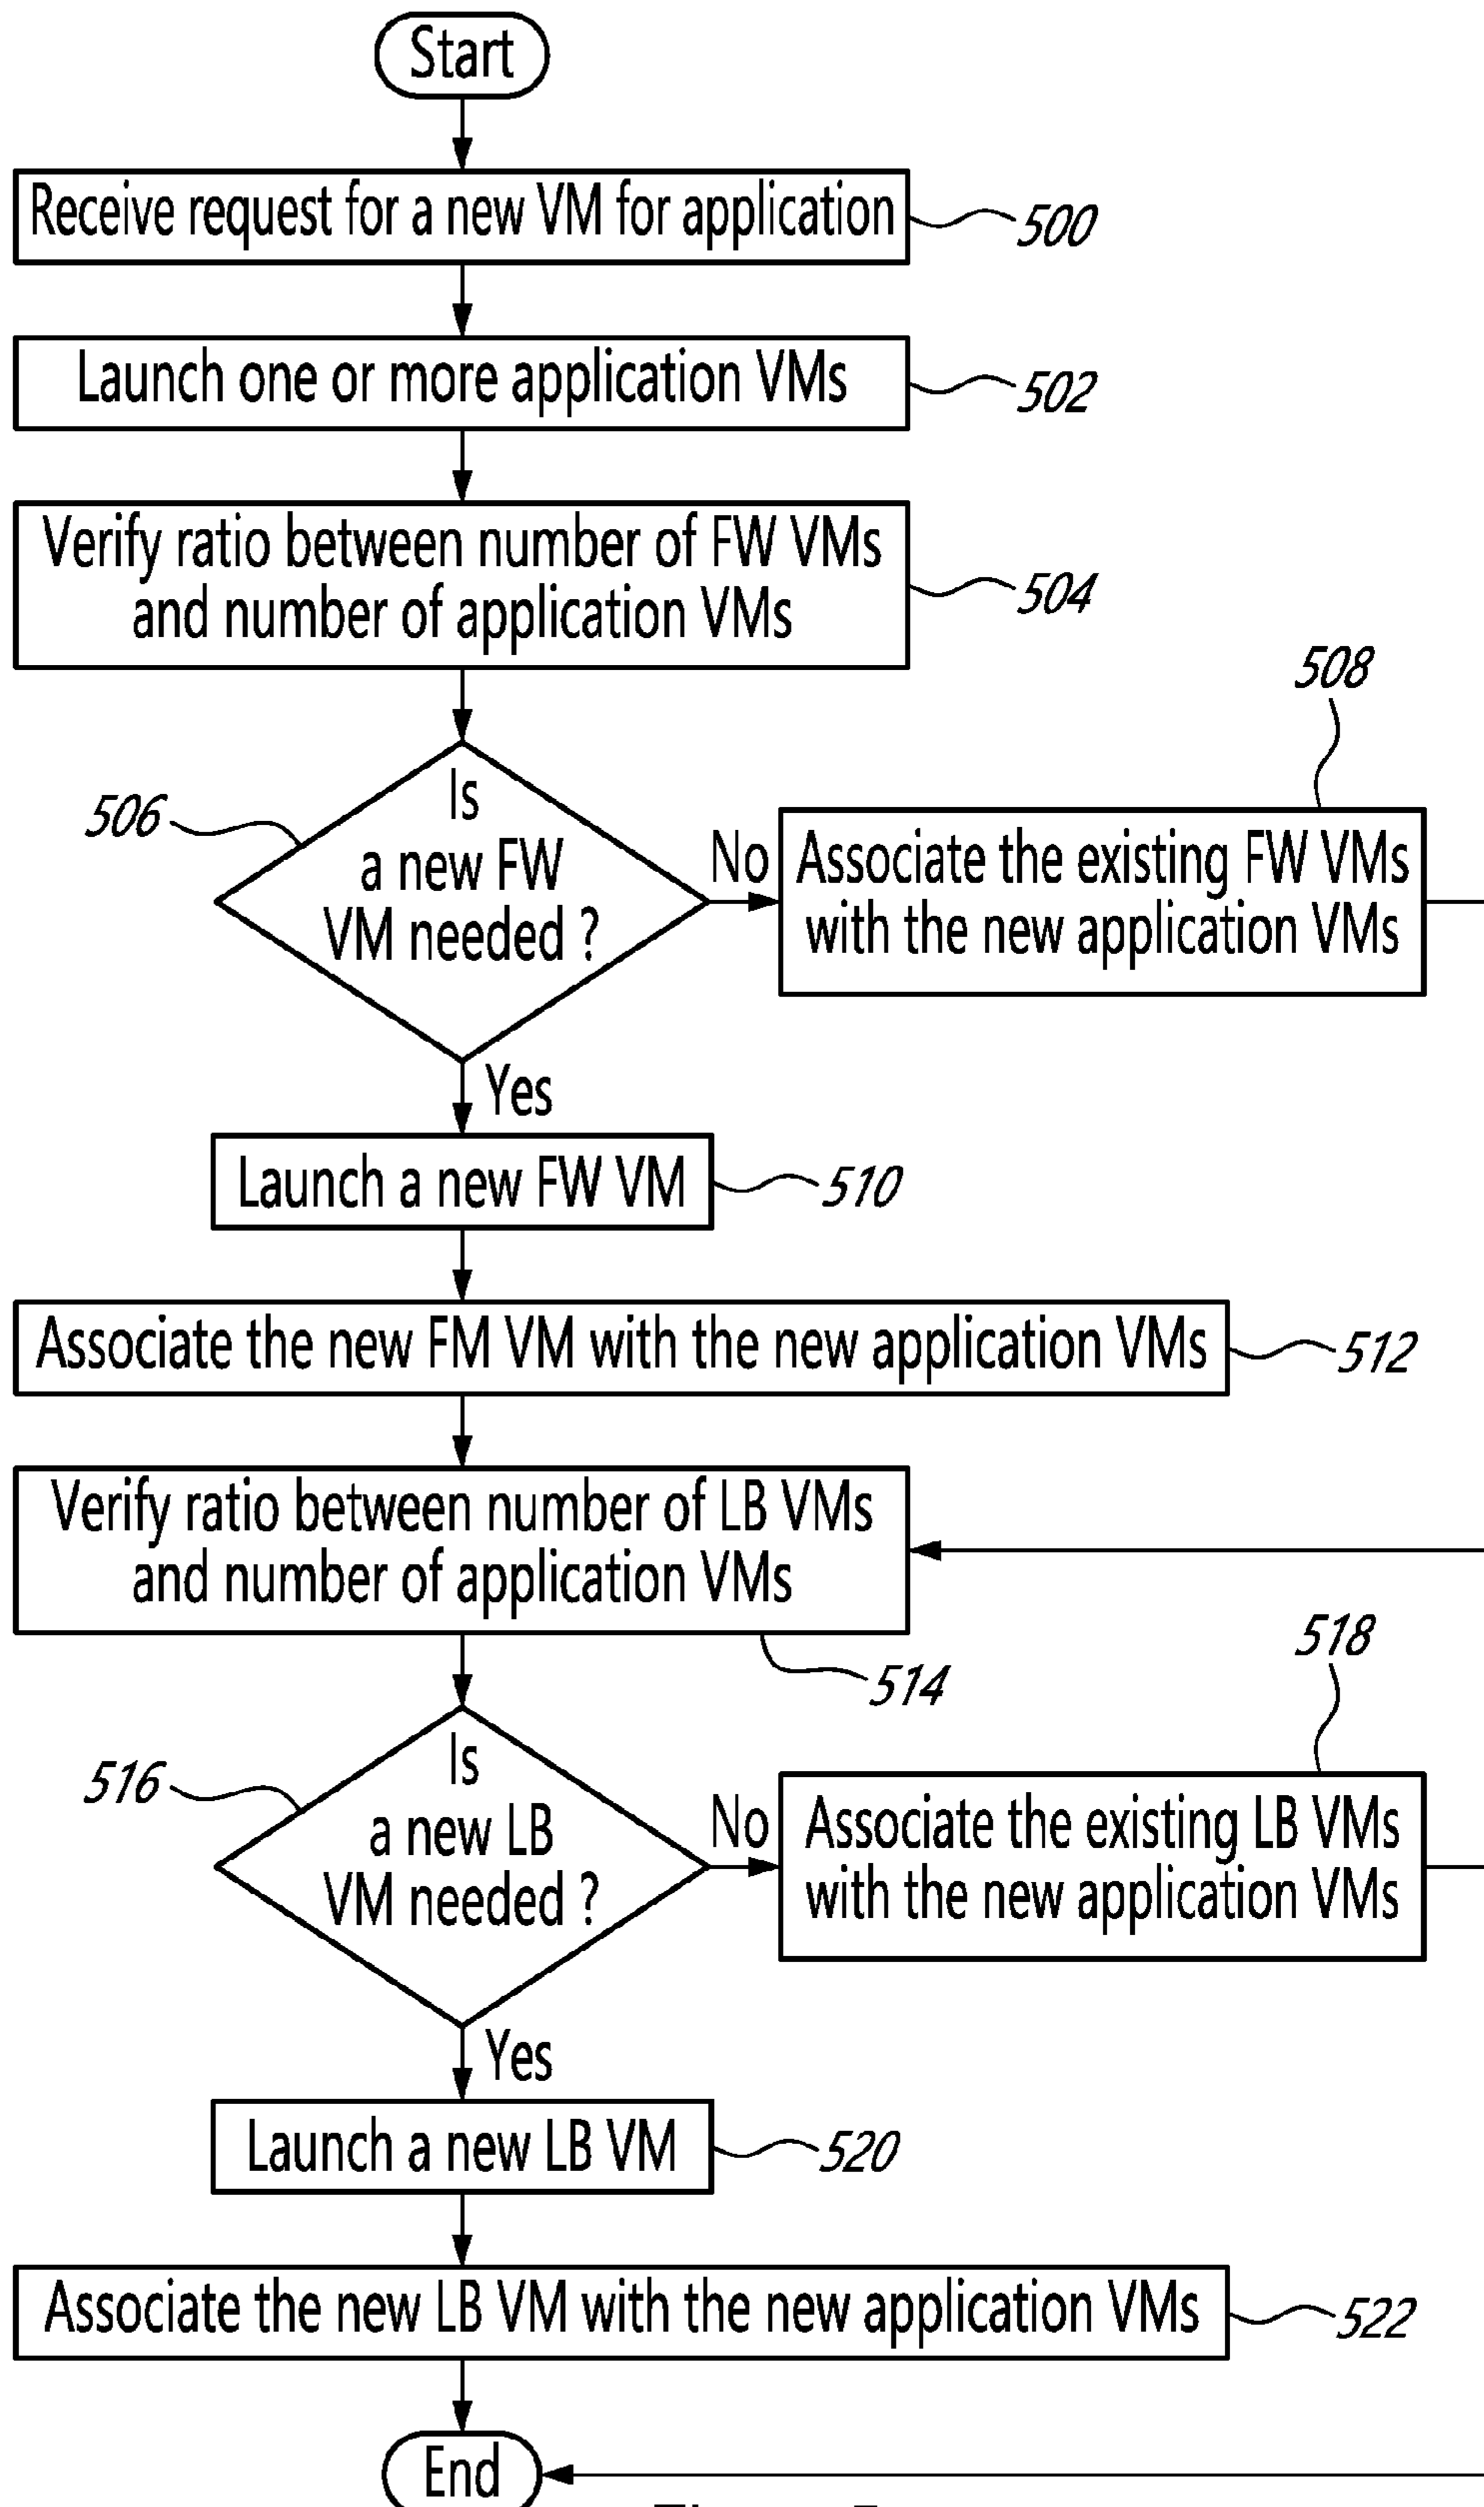 Start
Receive request for a new VM for application
500
Launch one or more application VMs
502
Verify ratio between number of FW VMs
and number of application VMs
504
506
Is
a new FW
VM needed ?
No
508
Associate the existing FW VMs
with the new application VMs
Yes
Launch a new FW VM
510
Associate the new FM VM with the new application VMs
512
Verify ratio between number of LB VMs
and number of application VMs
514
516
Is
a new LB
VM needed ?
No
518
Associate the existing LB VMs
with the new application VMs
Yes
Launch a new LB VM
520
Associate the new LB VM with the new application VMs
522
End